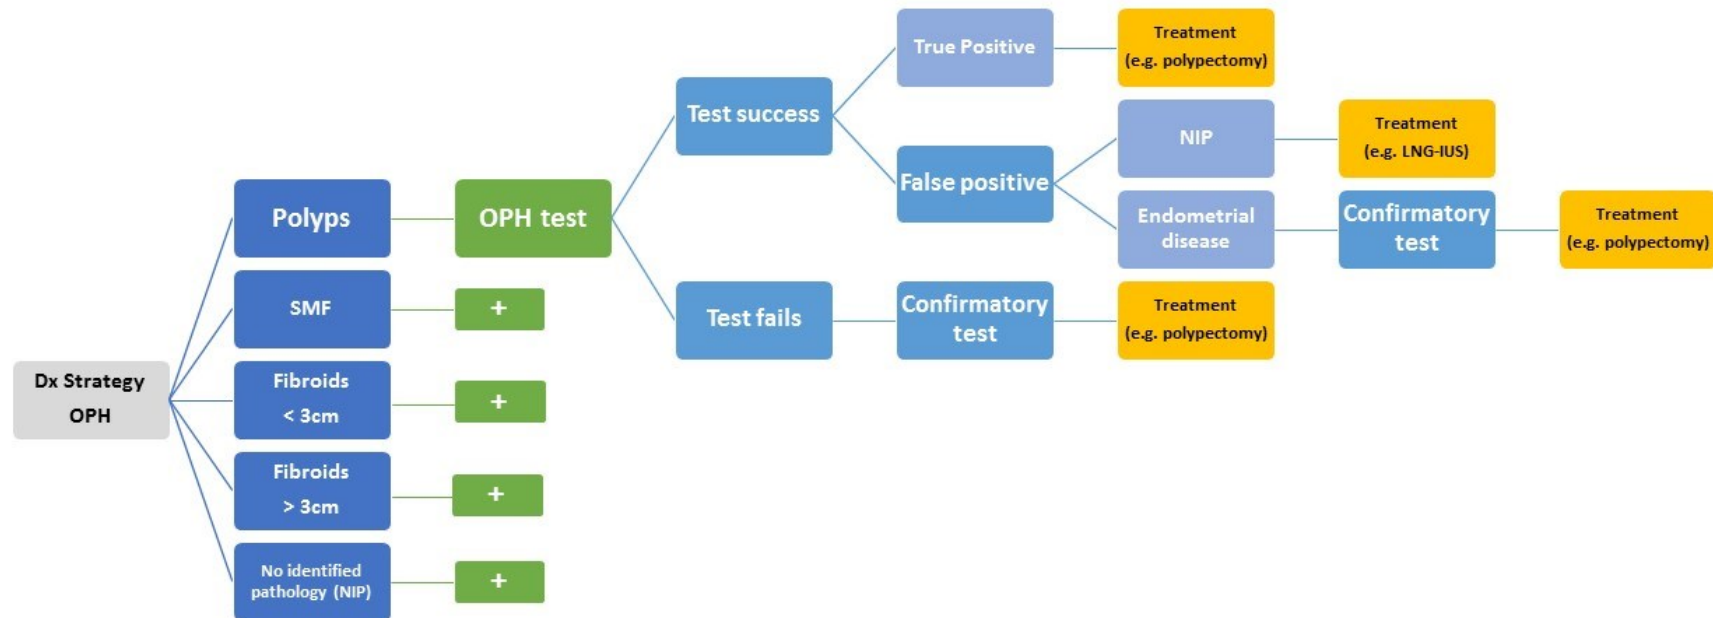 Dx Strategy
OPH
Polyps
SMF
Fibroids
< 3cm
Fibroids
> 3cm
No identified
pathology (NIP)
OPH test
+
+
+
+
Test success
Test fails
True Positive
False positive
Confirmatory
test
Treatment
(e.g. polypectomy)
NIP
Endometrial
disease
Treatment
(e.g. polypectomy)
Treatment
(e.g. LNG-IUS)
Confirmatory
test
Treatment
(e.g. polypectomy)